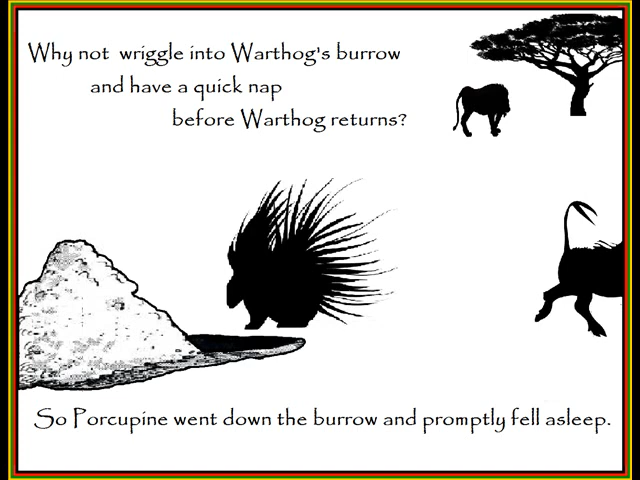 Why not wriggle into Warthog's burrow
and have a quick nap
before Warthog returns?
So Porcupine went down the burrow and promptly fell asleep.